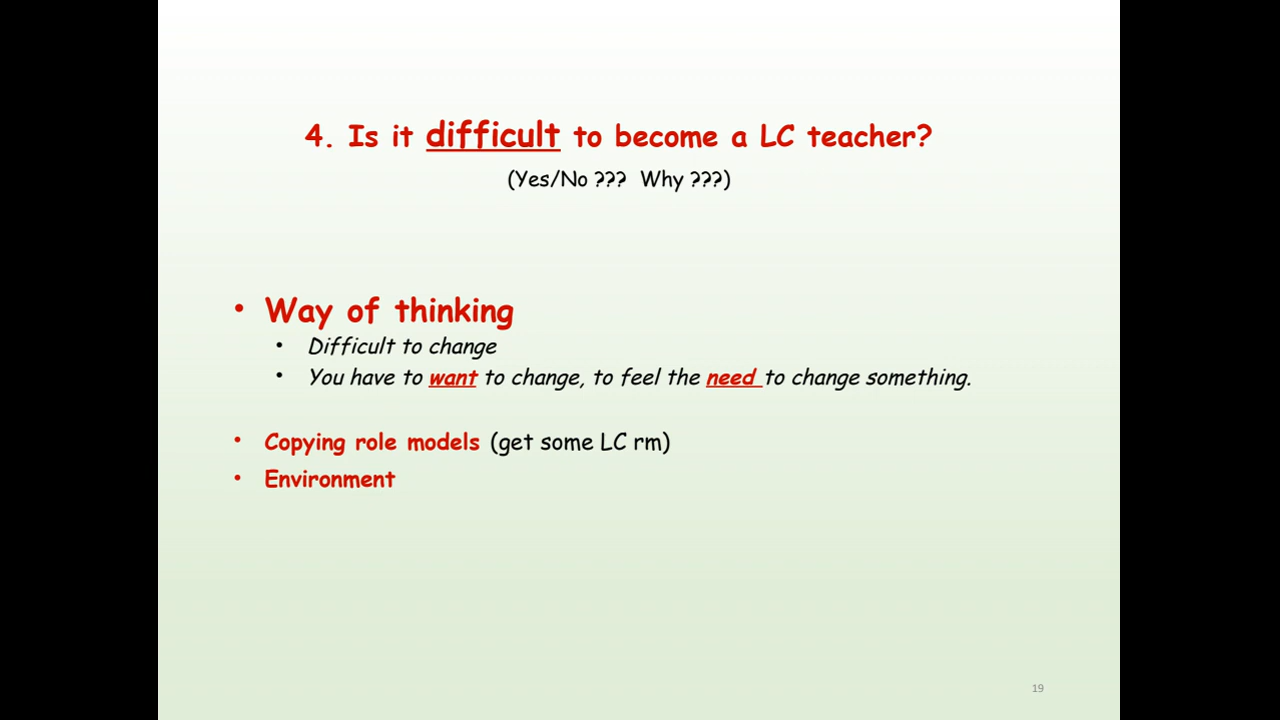 4. Is it difficult to become a LC teacher?
(Yes/No ??? Why ???)
• Way of thinking
• Difficult to change
• You have to want to change, to feel the need to change something.
• Copying role models (get some LC rm)
• Environment
19